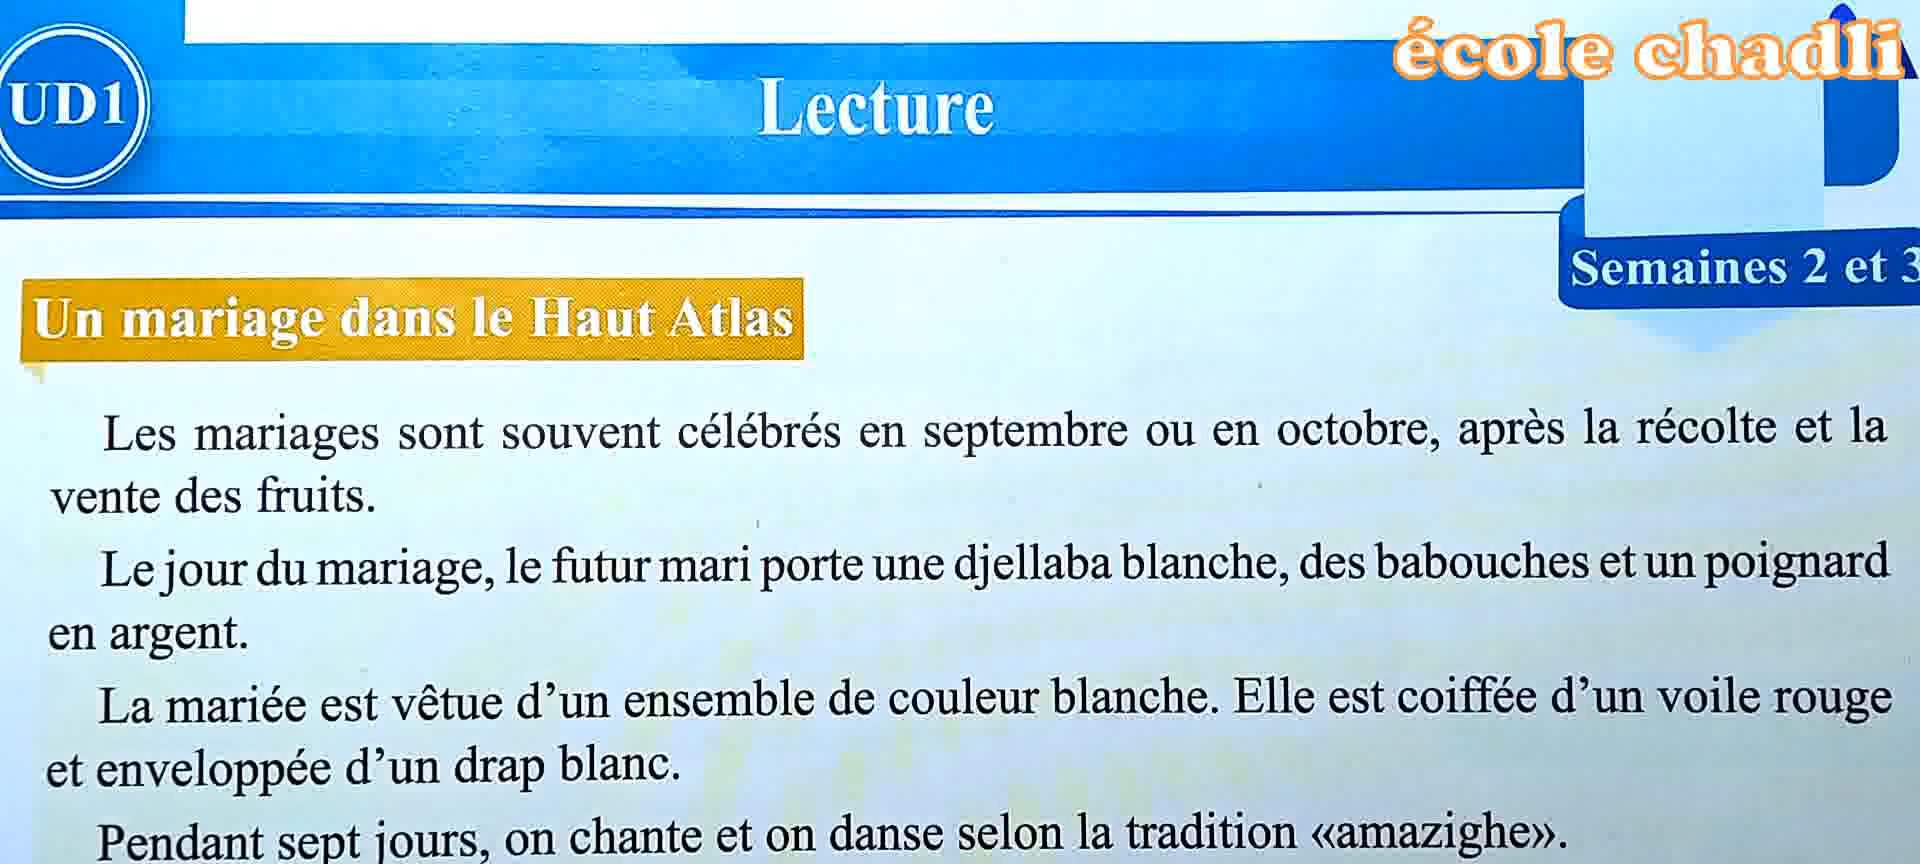 école chadli
UD1
Lecture
Semaines 2 et 3
Un mariage dans le Haut Atlas
Les mariages sont souvent célébrés en septembre ou en octobre, après la récolte et la
vente des fruits.
Le jour du mariage, le futur mari porte une djellaba blanche, des babouches et un poignard
en argent.
La mariée est vêtue d’un ensemble de couleur blanche. Elle est coiffée d’un voile rouge
et enveloppée d’un drap blanc.
Pendant sept jours, on chante et on danse selon la tradition «amazighe».